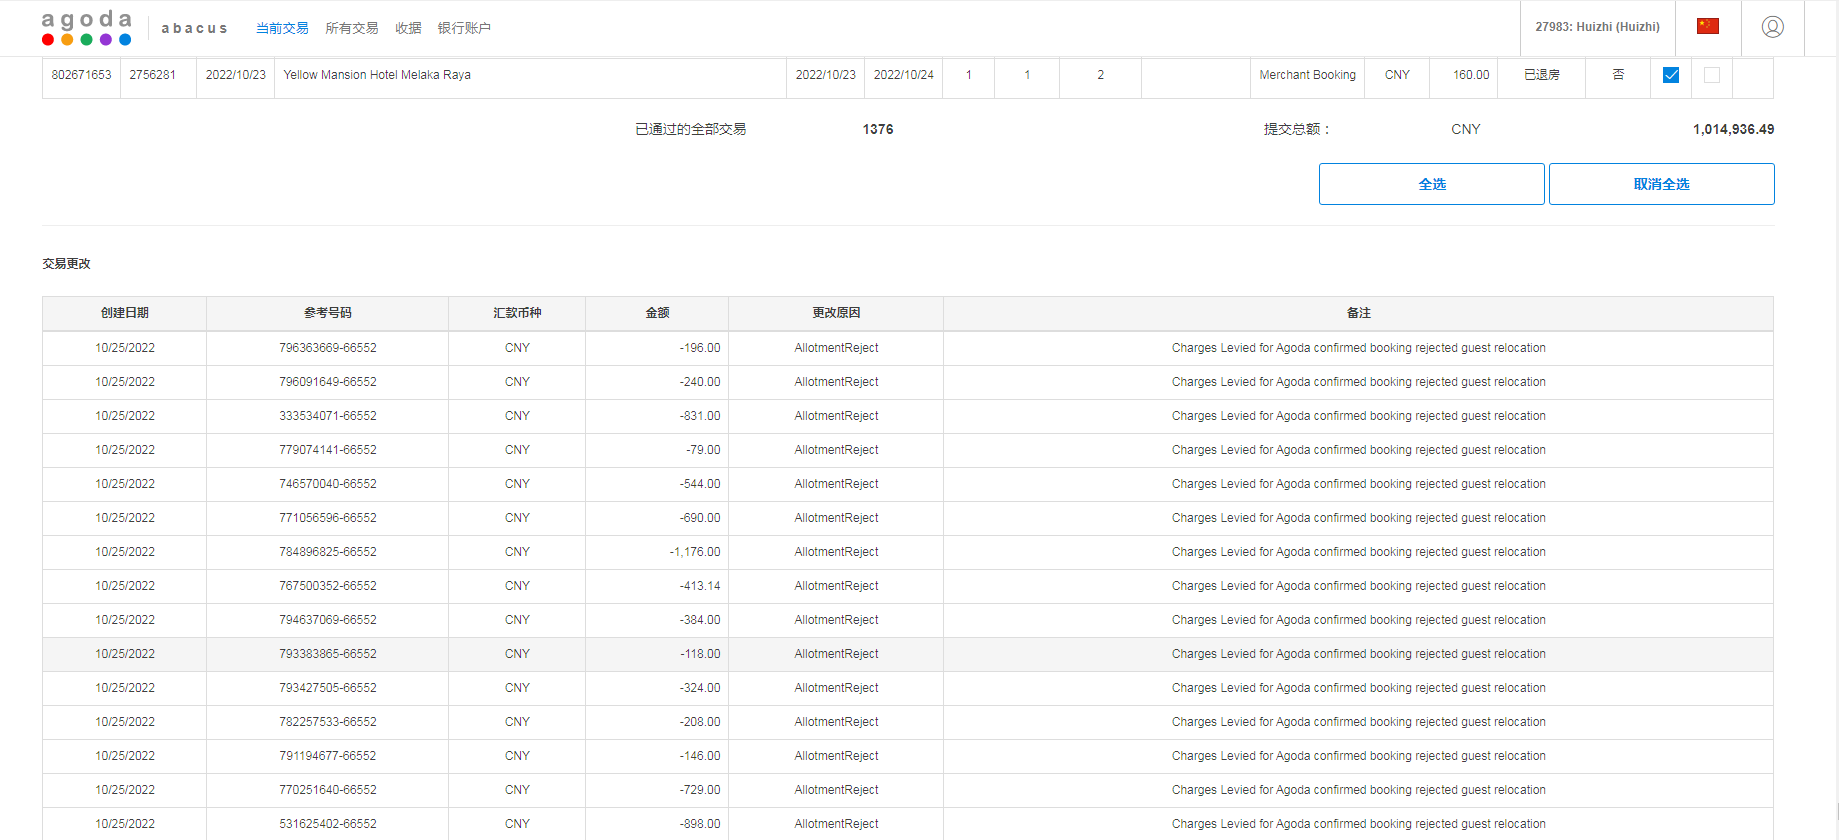 agoda abacus 当前交易 所有交易 收据 银行账户 27983: Huizhi (Huizhi)
802671653 2756281 2022/10/23 Yellow Mansion Hotel Melaka Raya 2022/10/23 2022/10/24 1 1 2 Merchant Booking CNY 160.00 已退房 否
已通过的全部交易 1376 提交总额： CNY 1,014,936.49
全选 取消全选
交易更改
创建日期 参考号码 汇款币种 金额 更改原因 备注
10/25/2022 796363669-66552 CNY -196.00 AllotmentReject Charges Levied for Agoda confirmed booking rejected guest relocation
10/25/2022 796091649-66552 CNY -240.00 AllotmentReject Charges Levied for Agoda confirmed booking rejected guest relocation
10/25/2022 333534071-66552 CNY -831.00 AllotmentReject Charges Levied for Agoda confirmed booking rejected guest relocation
10/25/2022 779074141-66552 CNY -79.00 AllotmentReject Charges Levied for Agoda confirmed booking rejected guest relocation
10/25/2022 746570040-66552 CNY -544.00 AllotmentReject Charges Levied for Agoda confirmed booking rejected guest relocation
10/25/2022 771056596-66552 CNY -690.00 AllotmentReject Charges Levied for Agoda confirmed booking rejected guest relocation
10/25/2022 784896825-66552 CNY -1,176.00 AllotmentReject Charges Levied for Agoda confirmed booking rejected guest relocation
10/25/2022 767500352-66552 CNY -413.14 AllotmentReject Charges Levied for Agoda confirmed booking rejected guest relocation
10/25/2022 794637069-66552 CNY -384.00 AllotmentReject Charges Levied for Agoda confirmed booking rejected guest relocation
10/25/2022 793383865-66552 CNY -118.00 AllotmentReject Charges Levied for Agoda confirmed booking rejected guest relocation
10/25/2022 793427505-66552 CNY -324.00 AllotmentReject Charges Levied for Agoda confirmed booking rejected guest relocation
10/25/2022 782257533-66552 CNY -208.00 AllotmentReject Charges Levied for Agoda confirmed booking rejected guest relocation
10/25/2022 791194677-66552 CNY -146.00 AllotmentReject Charges Levied for Agoda confirmed booking rejected guest relocation
10/25/2022 770251640-66552 CNY -729.00 AllotmentReject Charges Levied for Agoda confirmed booking rejected guest relocation
10/25/2022 531625402-66552 CNY -898.00 AllotmentReject Charges Levied for Agoda confirmed booking rejected guest relocation